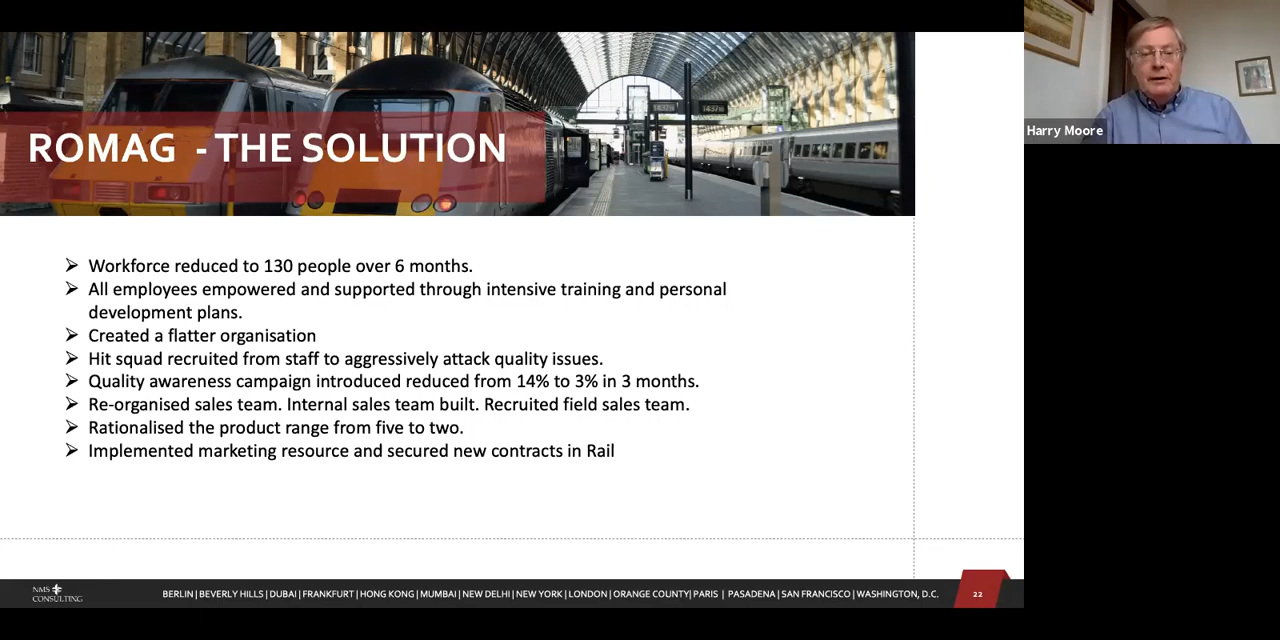 Harry Moore
ROMAG - THE SOLUTION
➢ Workforce reduced to 130 people over 6 months.
➢ All employees empowered and supported through intensive training and personal
development plans.
➢ Created a flatter organisation
➢ Hit squad recruited from staff to aggressively attack quality issues.
➢ Quality awareness campaign introduced reduced from 14% to 3% in 3 months.
➢ Re-organised sales team. Internal sales team built. Recruited field sales team.
➢ Rationalised the product range from five to two.
➢ Implemented marketing resource and secured new contracts in Rail
NMS
CONSULTING
BERLIN | BEVERLY HILLS | DUBAI | FRANKFURT | HONG KONG | MUMBAI | NEW DELHI | NEW YORK | LONDON | ORANGE COUNTY| PARIS | PASADENA | SAN FRANCISCO | WASHINGTON, D.C.
22